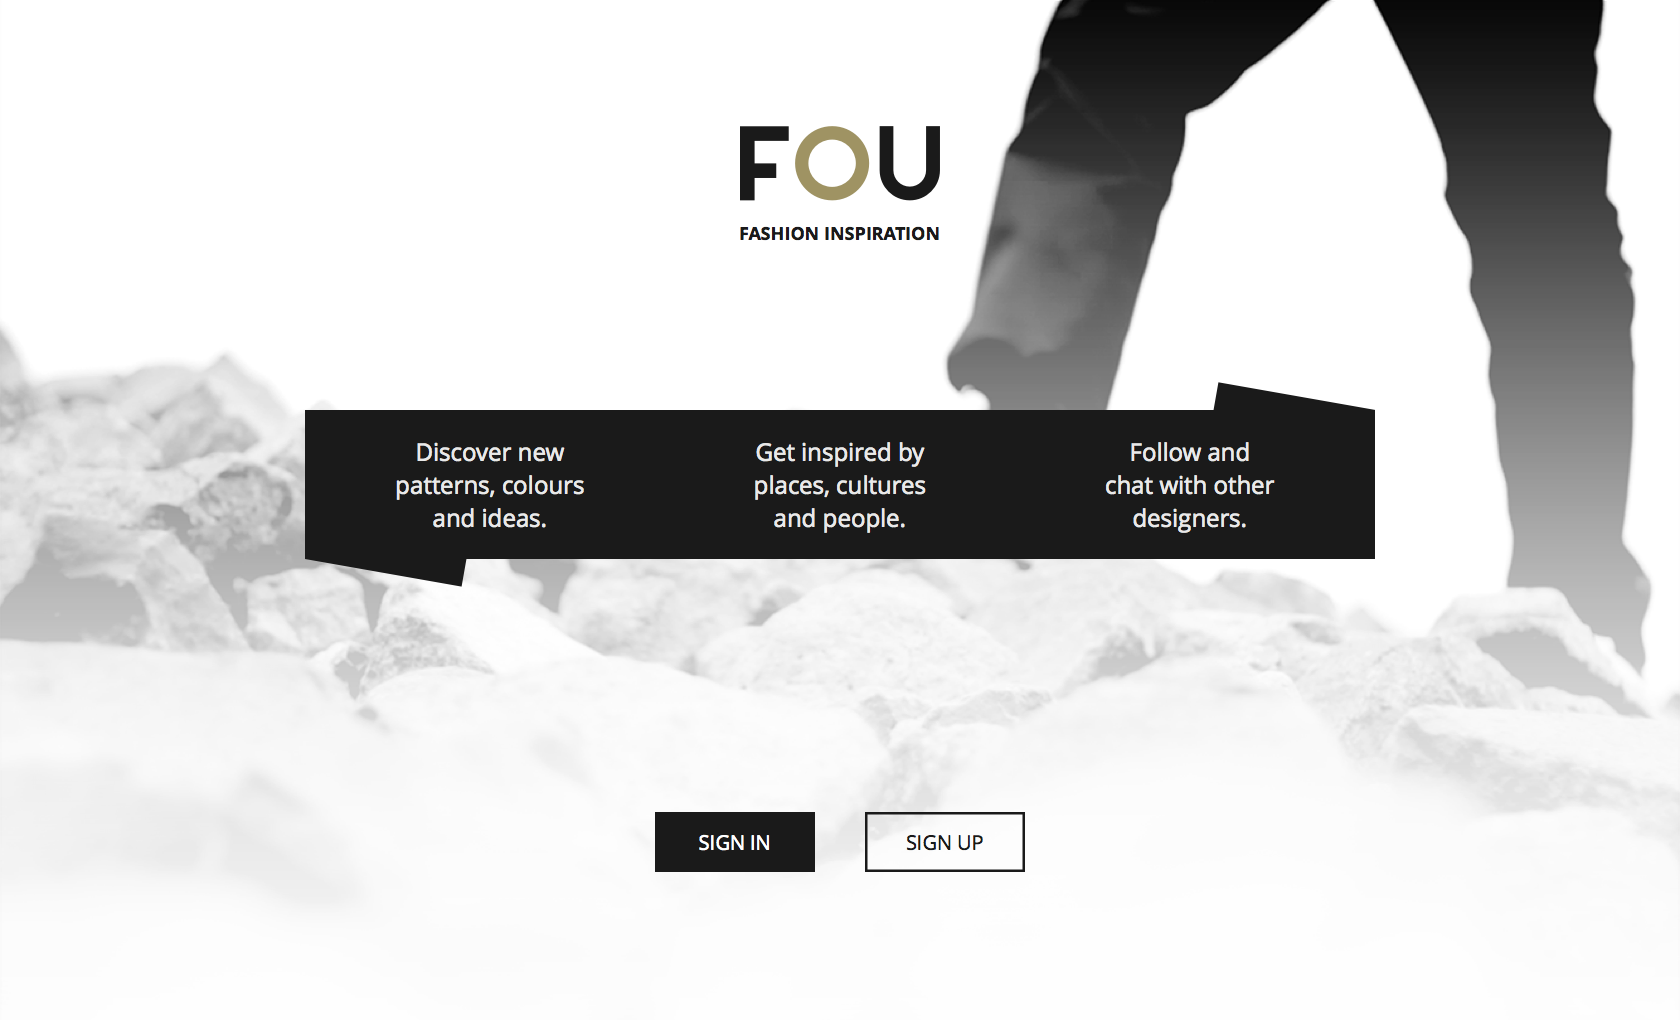 FOU
FASHION INSPIRATION
Discover new
patterns, colours
and ideas.
Get inspired by
places, cultures
and people.
Follow and
chat with other
designers.
SIGN IN
SIGN UP